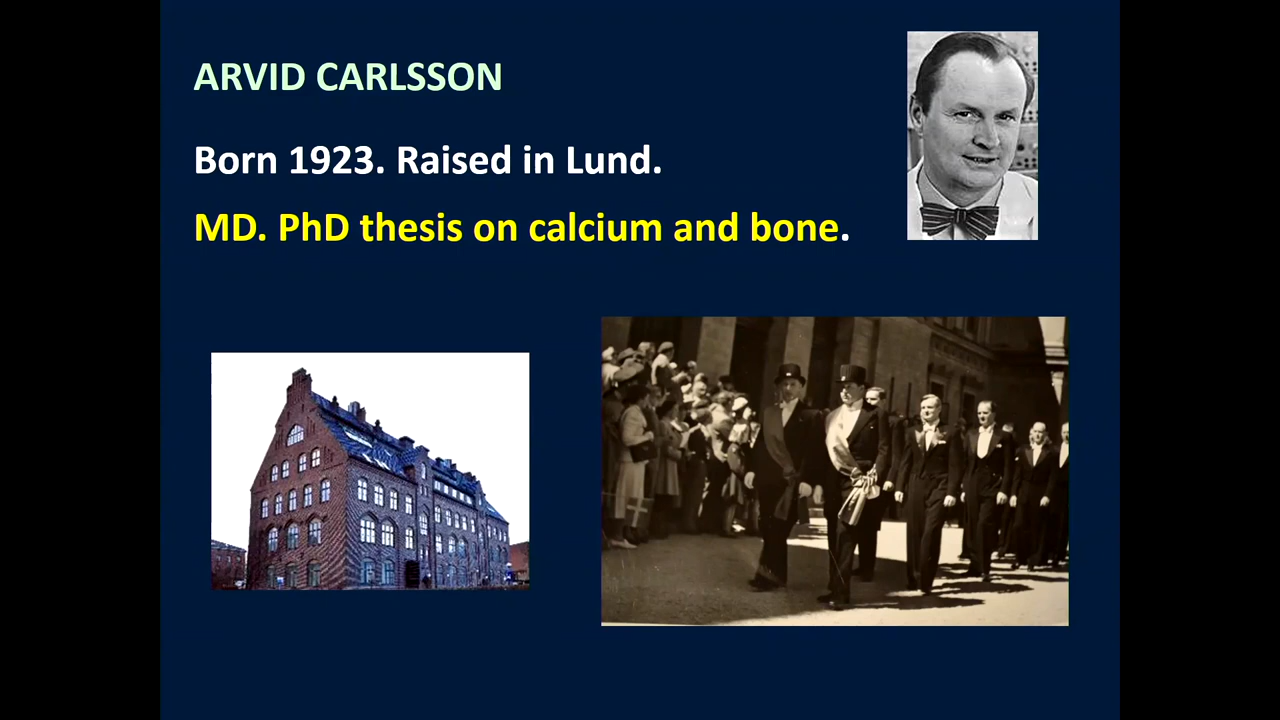 ARVID CARLSSON
Born 1923. Raised in Lund.
MD. PhD thesis on calcium and bone.